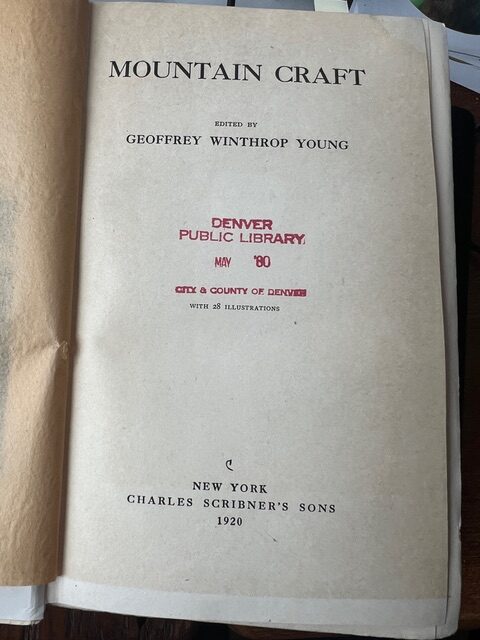 MOUNTAIN CRAFT
EDITED BY
GEOFFREY WINTHROP YOUNG
DENVER
PUBLIC LIBRARY
MAY '80
CITY & COUNTY OF DENVER
WITH 28 ILLUSTRATIONS
C
NEW YORK
CHARLES SCRIBNER'S SONS
1920